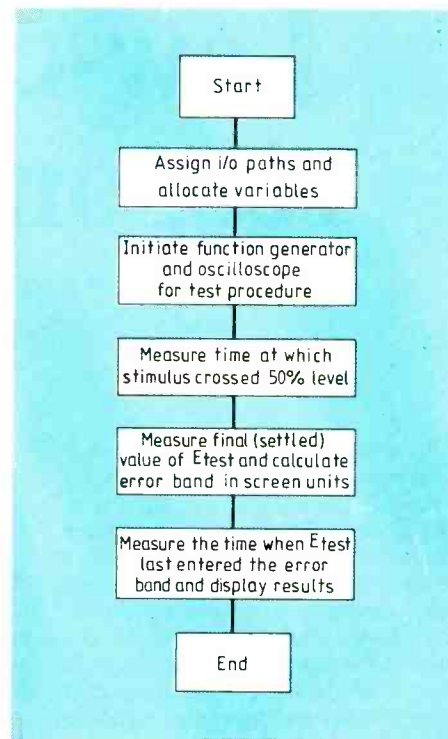 Start
Assign i/o paths and
allocate variables
Initiate function generator
and oscilloscope
for test procedure
Measure time at which
stimulus crossed 50% level
Measure final (settled)
value of Etest and calculate
error band in screen units
Measure the time when Etest
last entered the error
band and display results
End